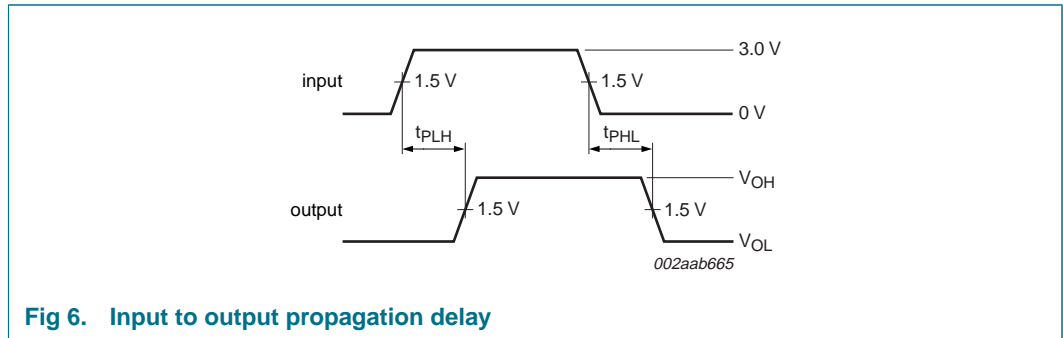 3.0 V
input
1.5 V
1.5 V
0 V
tPLH
tPHL
VOH
output
1.5 V
1.5 V
VOL
002aab665
Fig 6. Input to output propagation delay